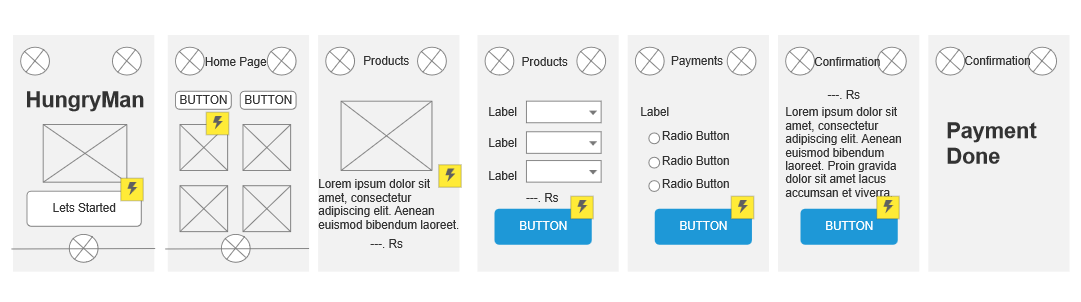 HungryMan
Lets Started
Home Page
BUTTON
BUTTON
Products
Lorem ipsum dolor sit
amet, consectetur
adipiscing elit. Aenean
euismod bibendum laoreet.
---. Rs
Products
Label
Label
Label
---. Rs
BUTTON
Payments
Label
Radio Button
Radio Button
Radio Button
BUTTON
Confirmation
---. Rs
Lorem ipsum dolor sit
amet, consectetur
adipiscing elit. Aenean
euismod bibendum
laoreet. Proin gravida
dolor sit amet lacus
accumsan et viverra
BUTTON
Confirmation
Payment
Done